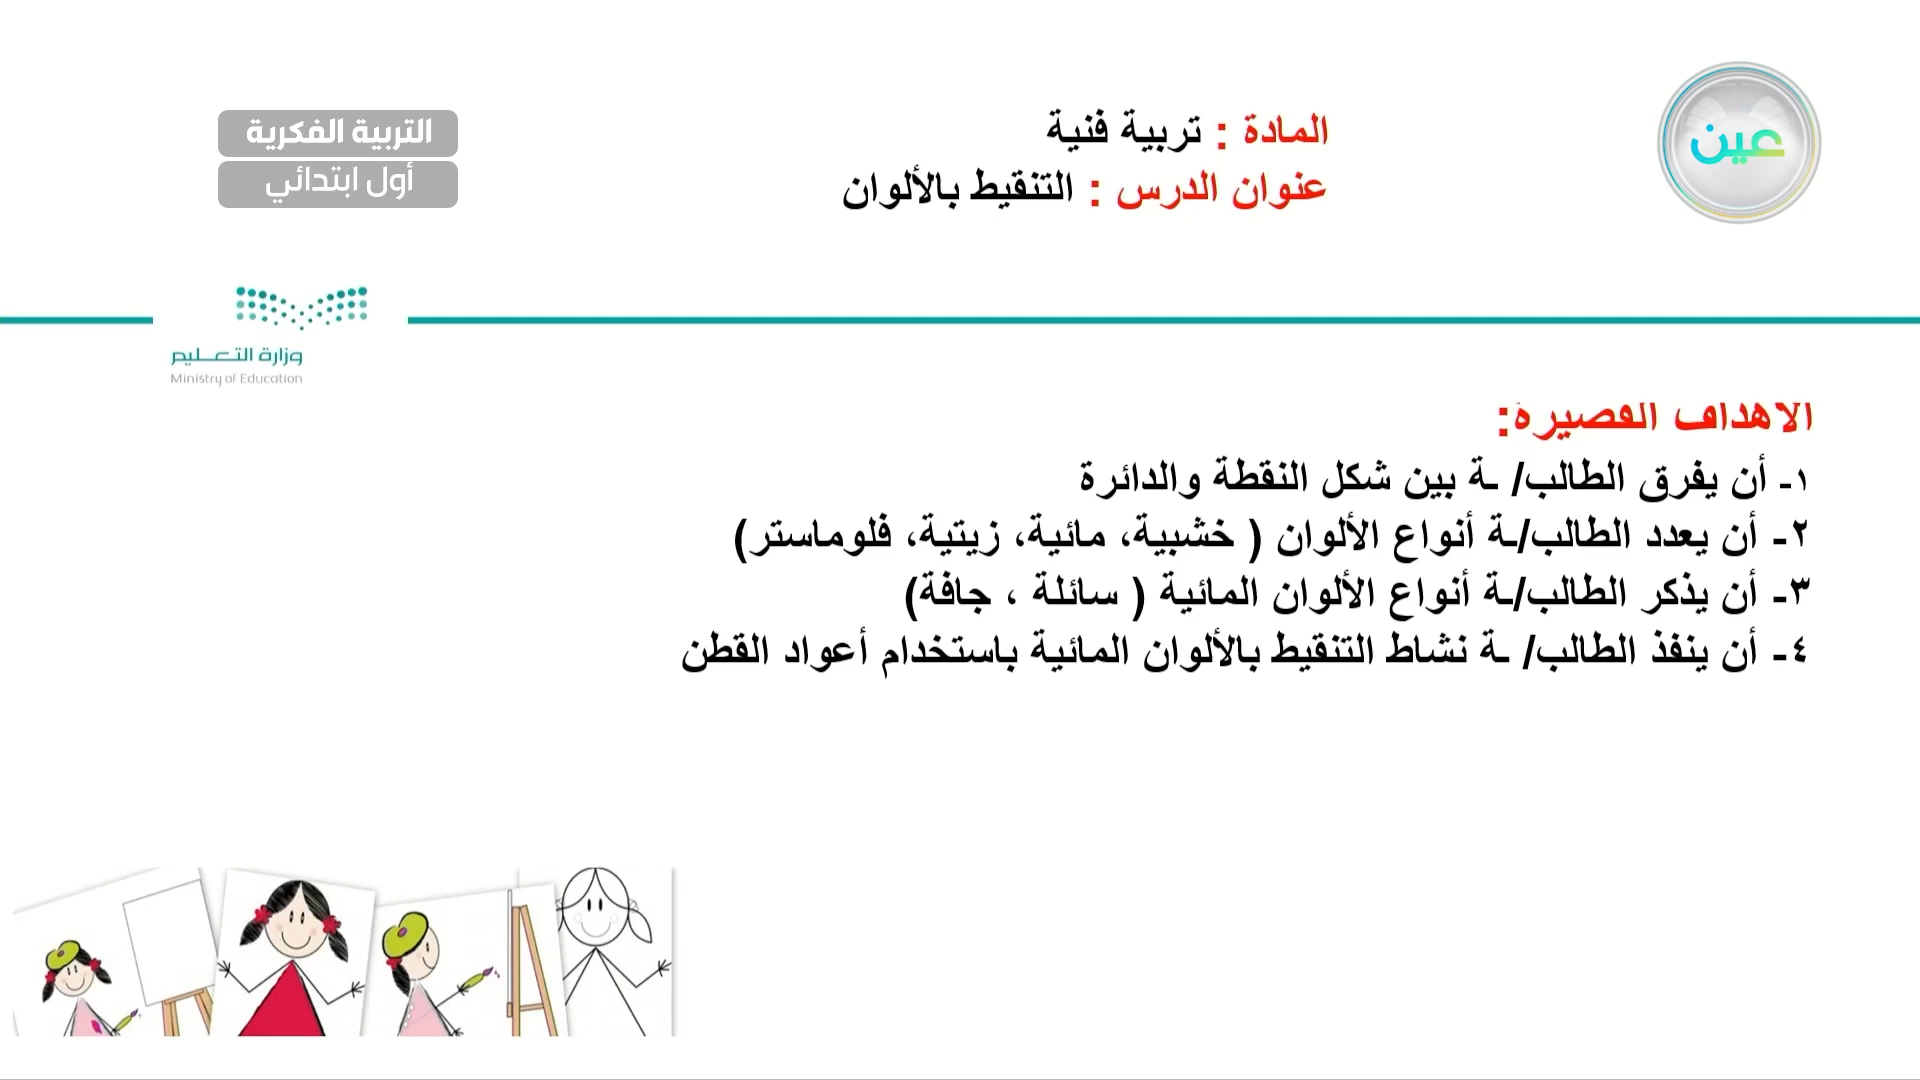 عين
المادة : تربية فنية
عنوان الدرس : التنقيط بالألوان
التربية الفكرية
أول ابتدائي
وزارة التعليم
Ministry of Education
الاهداف القصيرة:
١- أن يفرق الطالب/ ـة بين شكل النقطة والدائرة
٢- أن يعدد الطالب/ـة أنواع الألوان ( خشبية، مائية، زيتية، فلوماستر)
٣- أن يذكر الطالب/ـة أنواع الألوان المائية ( سائلة ، جافة)
٤- أن ينفذ الطالب/ ـة نشاط التنقيط بالألوان المائية باستخدام أعواد القطن